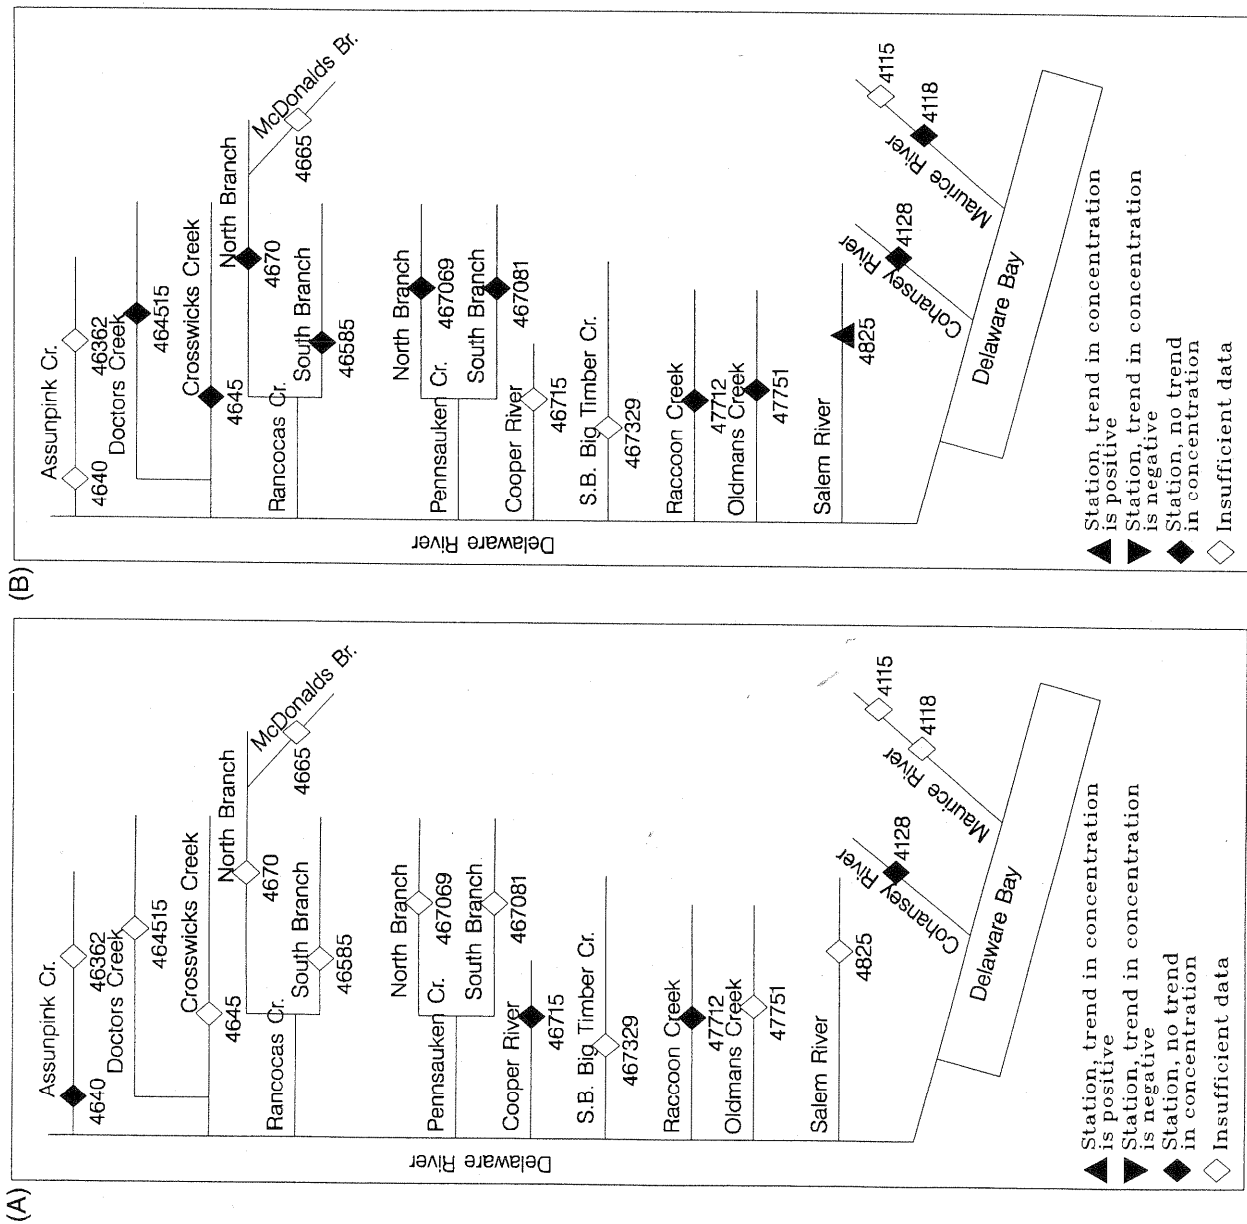 (B)
Assunpink Cr.
4640
46362
Doctors Creek
464515
Crosswicks Creek
4645
North Branch
4670
McDonalds Br.
4665
Rancocas Cr.
South Branch
46585
North Branch
467069
Pennsauken Cr.
South Branch
467081
Cooper River
46715
S.B. Big Timber Cr.
467329
Raccoon Creek
47712
Oldmans Creek
47751
Salem River
4825
Delaware River
Cohansey River
4128
Maurice River
4118
4115
Delaware Bay
Station, trend in concentration
is positive
Station, trend in concentration
is negative
Station, no trend
in concentration
Insufficient data
(A)
Assunpink Cr.
4640
46362
Doctors Creek
464515
Crosswicks Creek
4645
North Branch
4670
McDonalds Br.
4665
Rancocas Cr.
South Branch
46585
North Branch
467069
Pennsauken Cr.
South Branch
467081
Cooper River
46715
S.B. Big Timber Cr.
467329
Raccoon Creek
47712
Oldmans Creek
47751
Salem River
4825
Delaware River
Cohansey River
4128
Maurice River
4118
4115
Delaware Bay
Station, trend in concentration
is positive
Station, trend in concentration
is negative
Station, no trend
in concentration
Insufficient data